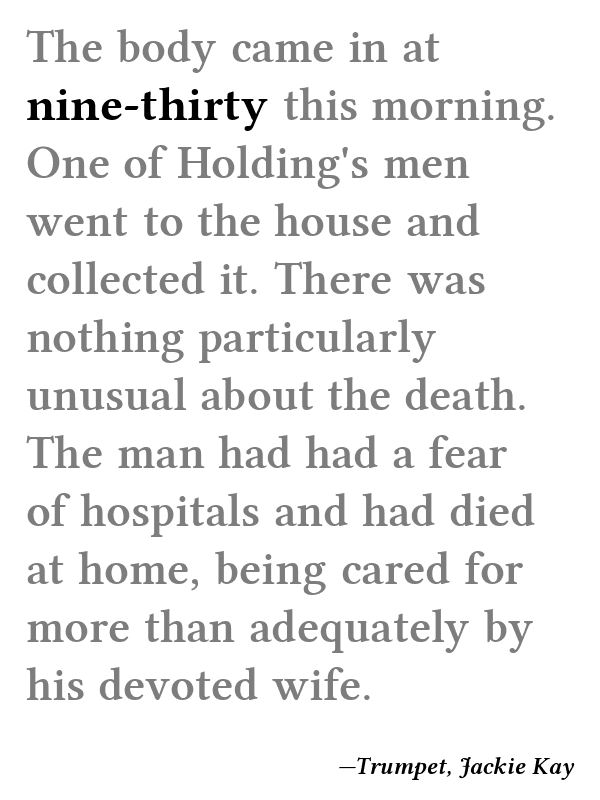 The body came in at
nine-thirty this morning.
One of Holding's men
went to the house and
collected it. There was
nothing particularly
unusual about the death.
The man had had a fear
of hospitals and had died
at home, being cared for
more than adequately by
his devoted wife.
—Trumpet, Jackie Kay